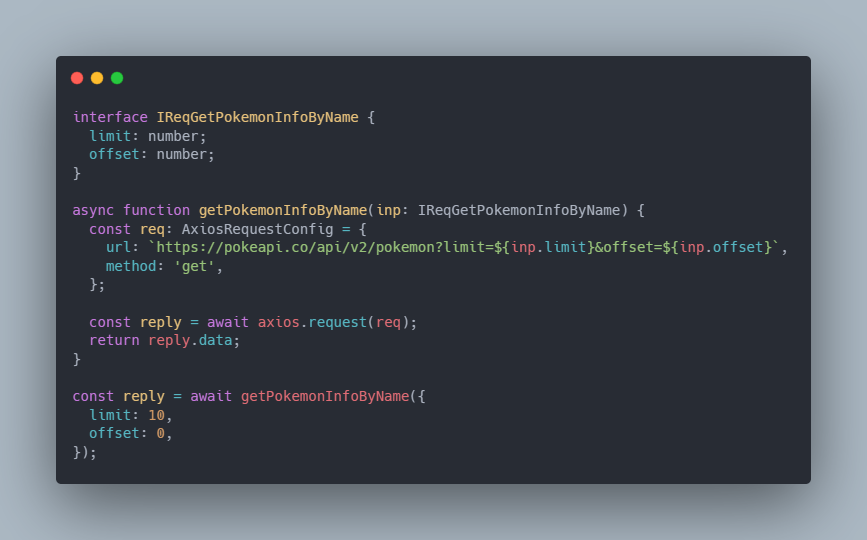 interface IReqGetPokemonInfoByName {
  limit: number;
  offset: number;
}

async function getPokemonInfoByName(inp: IReqGetPokemonInfoByName) {
  const req: AxiosRequestConfig = {
    url: `https://pokeapi.co/api/v2/pokemon?limit=${inp.limit}&offset=${inp.offset}`,
    method: 'get',
  };

  const reply = await axios.request(req);
  return reply.data;
}

const reply = await getPokemonInfoByName({
  limit: 10,
  offset: 0,
});